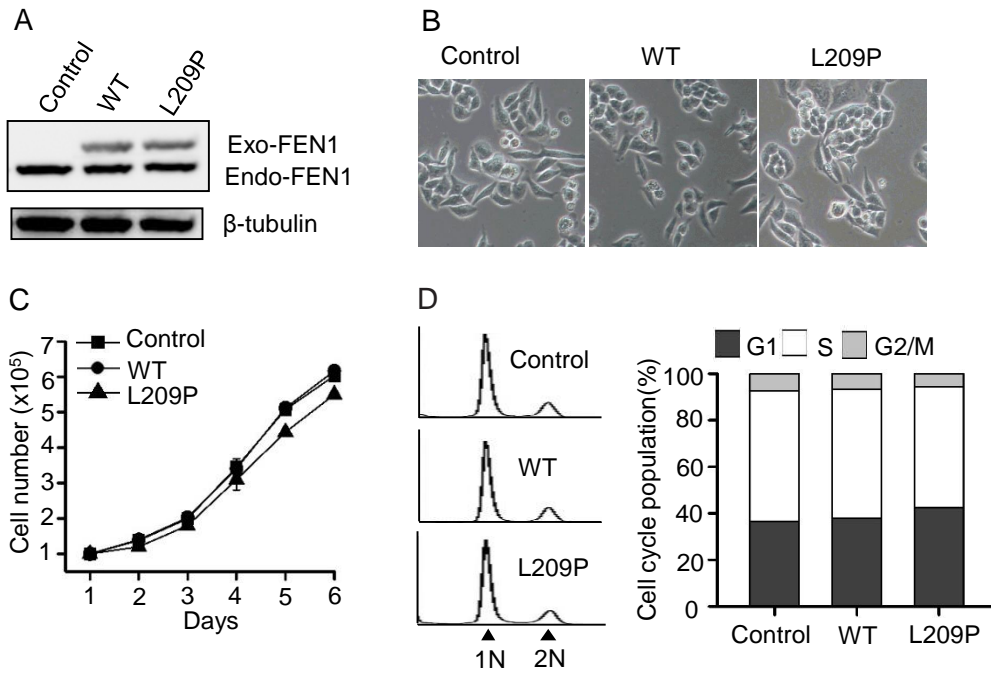 A
Control
WT
L209P
Exo-FEN1
Endo-FEN1
β-tubulin
B
Control
WT
L209P
C
Control
WT
L209P
Cell number (x10⁵)
7
6
5
4
3
2
1
1 2 3 4 5 6
Days
D
Control
WT
L209P
1N 2N
G1 S G2/M
Cell cycle population(%)
100
80
60
40
20
0
Control WT L209P